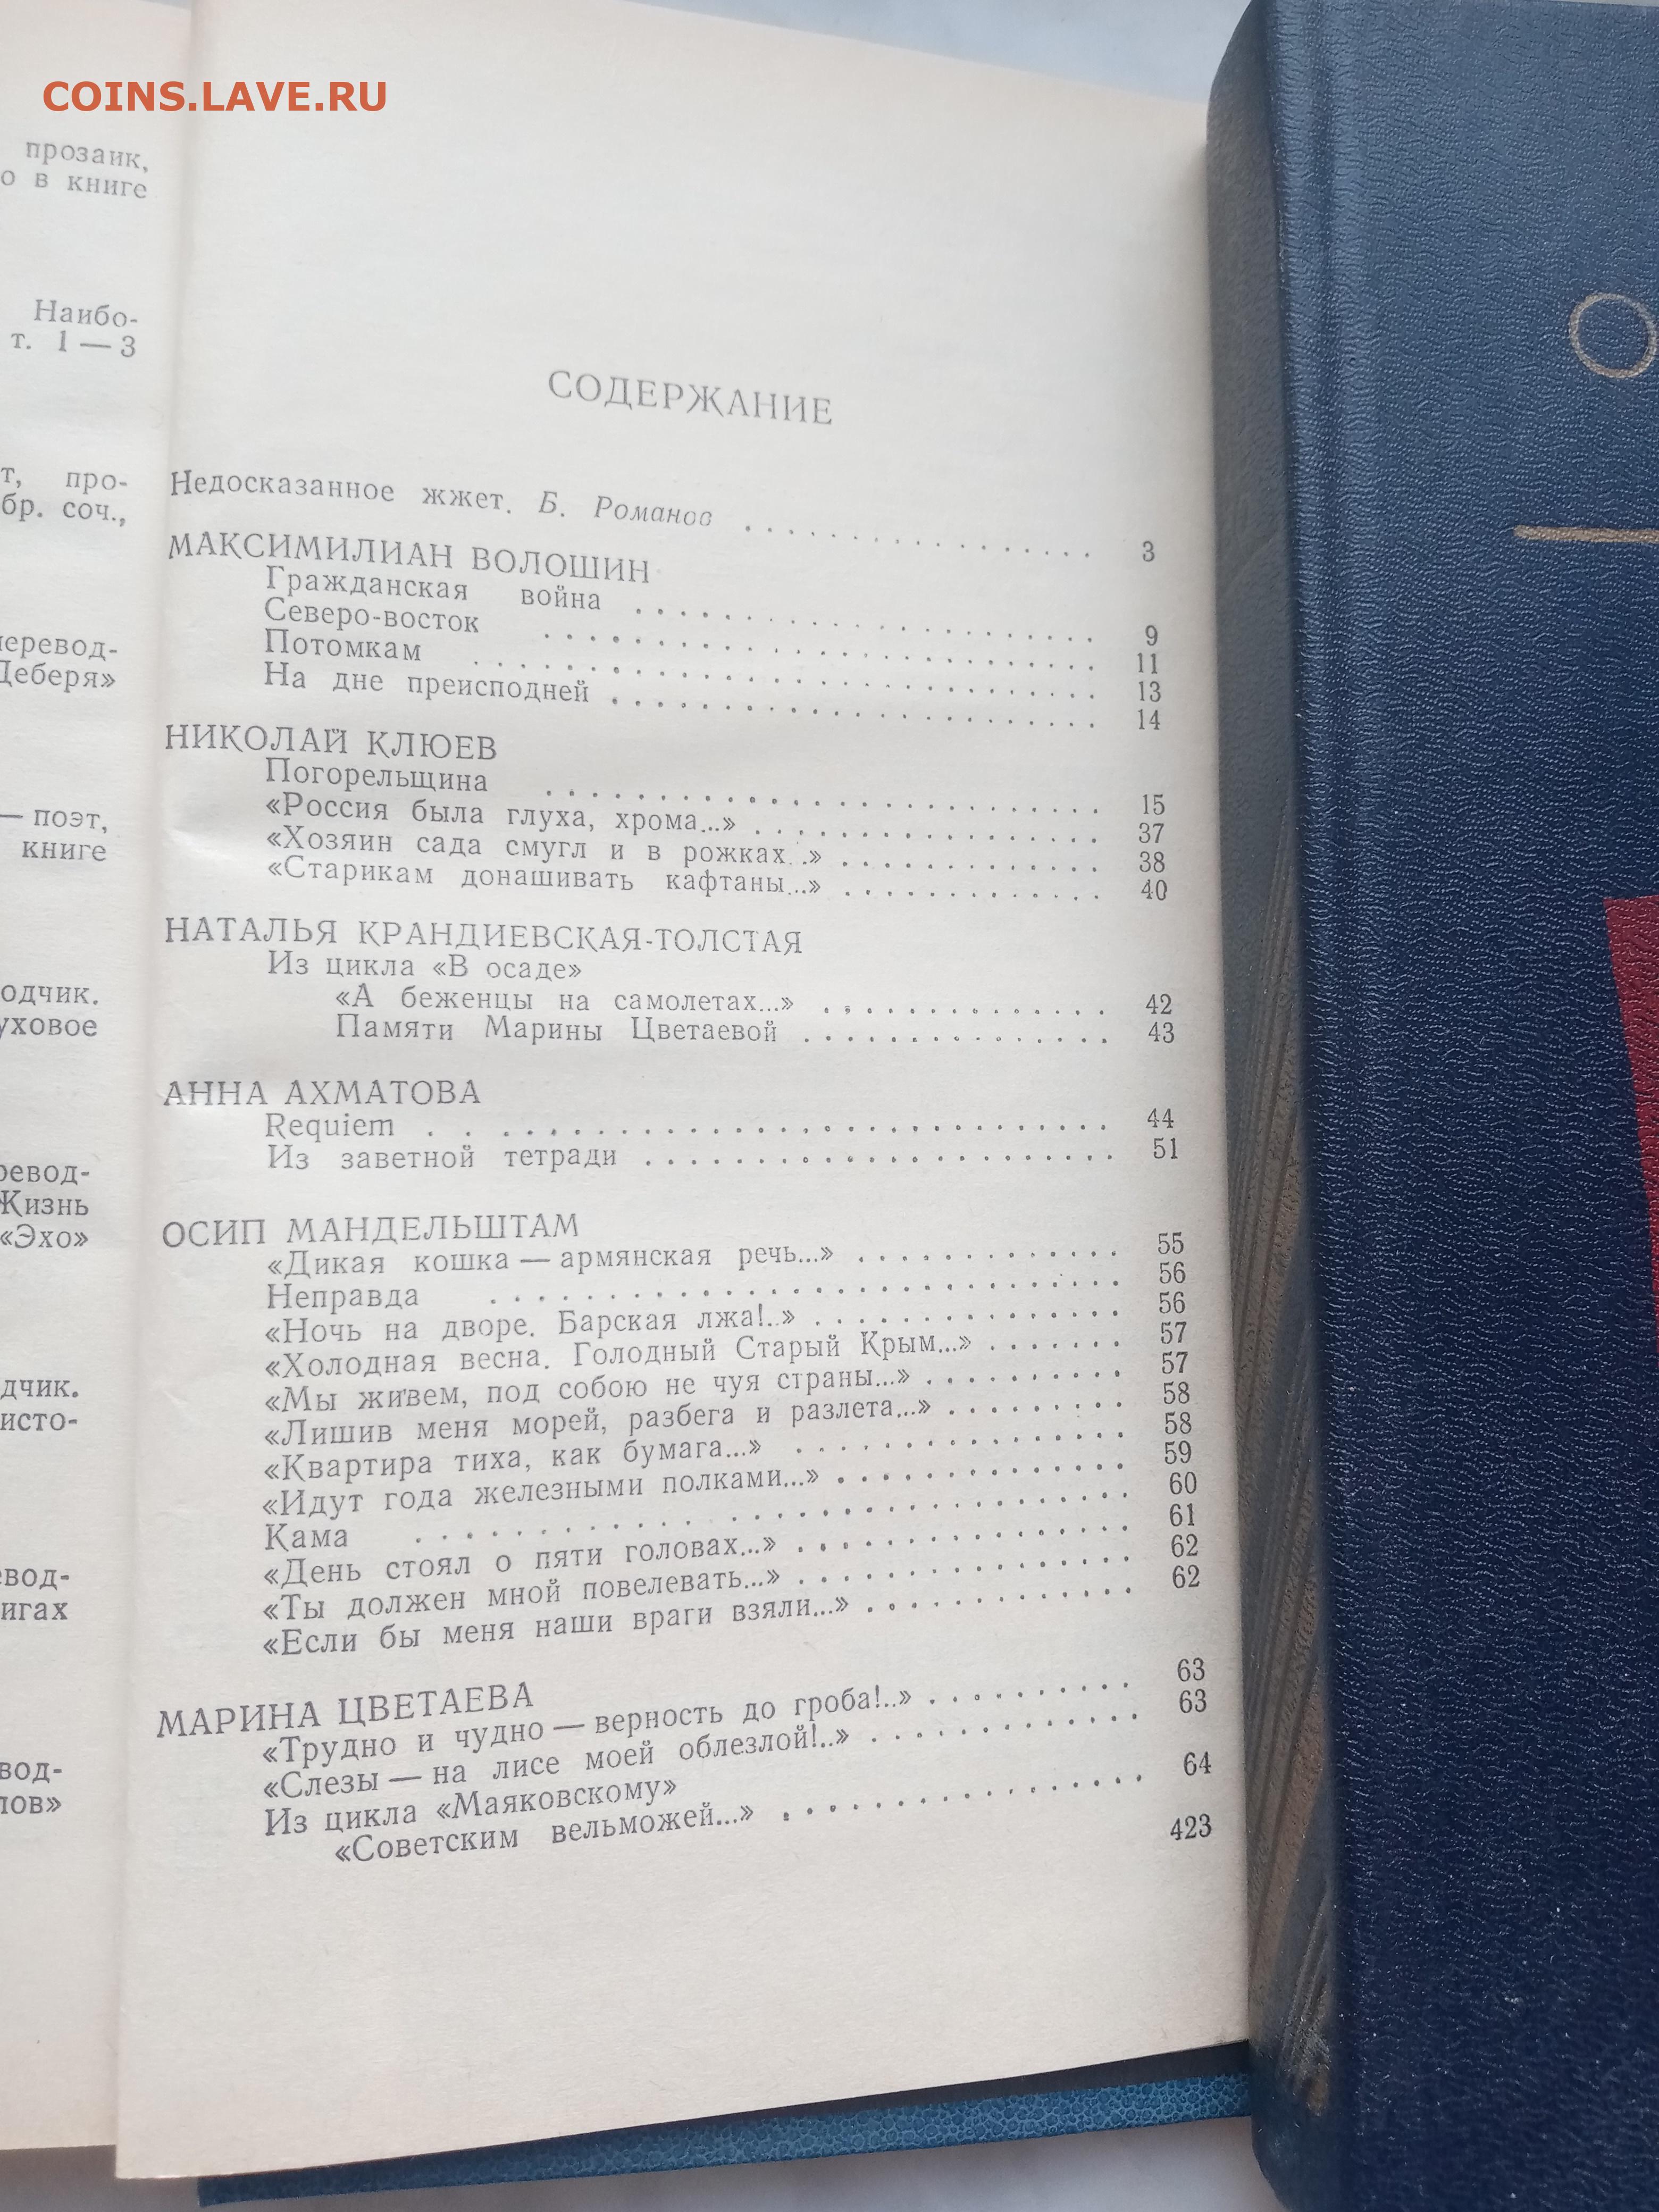 COINS.LAVE.RU
прозаик,
о в книге
Наибо-
т. 1 — 3
т, про-
бр. соч.,
перевод-
Деберя»
— поэт,
книге
одчик.
уховое
ревод-
Жизнь
«Эхо»
дчик.
исто-
евод-
игах
вод-
лов»
СОДЕРЖАНИЕ
Недосказанное жжет. Б. Романов . . . . . . . . . . . . . . . . 3
МАКСИМИЛИАН ВОЛОШИН
Гражданская война . . . . . . . . . . . . . . . . . . . . 9
Северо-восток . . . . . . . . . . . . . . . . . . . . . . . . 11
Потомкам . . . . . . . . . . . . . . . . . . . . . . . . . . . 13
На дне преисподней . . . . . . . . . . . . . . . . . . . . . 14
НИКОЛАЙ КЛЮЕВ
Погорельщина . . . . . . . . . . . . . . . . . . . . . . . . 15
«Россия была глуха, хрома...» . . . . . . . . . . . . . . . 37
«Хозяин сада смугл и в рожках...» . . . . . . . . . . . . 38
«Старикам донашивать кафтаны...» . . . . . . . . . . . . 40
НАТАЛЬЯ КРАНДИЕВСКАЯ-ТОЛСТАЯ
Из цикла «В осаде»
«А беженцы на самолетах...» . . . . . . . . . . . . . 42
Памяти Марины Цветаевой . . . . . . . . . . . . . . 43
АННА АХМАТОВА
Requiem . . . . . . . . . . . . . . . . . . . . . . . . . . . . 44
Из заветной тетради . . . . . . . . . . . . . . . . . . . . . 51
ОСИП МАНДЕЛЬШТАМ
«Дикая кошка — армянская речь...» . . . . . . . . . . . . 55
Неправда . . . . . . . . . . . . . . . . . . . . . . . . . . . 56
«Ночь на дворе. Барская лжа!..» . . . . . . . . . . . . . . 56
«Холодная весна. Голодный Старый Крым...» . . . . . . . 57
«Мы живем, под собою не чуя страны...» . . . . . . . . . 57
«Лишив меня морей, разбега и разлета...» . . . . . . . . 58
«Квартира тиха, как бумага...» . . . . . . . . . . . . . . . 58
«Идут года железными полками...» . . . . . . . . . . . . . 59
Кама . . . . . . . . . . . . . . . . . . . . . . . . . . . . . . 60
«День стоял о пяти головах...» . . . . . . . . . . . . . . . 61
«Ты должен мной повелевать...» . . . . . . . . . . . . . . 62
«Если бы меня наши враги взяли...» . . . . . . . . . . . . 62
МАРИНА ЦВЕТАЕВА
«Трудно и чудно — верность до гроба!..» . . . . . . . . . 63
«Слезы — на лисе моей облезлой!..» . . . . . . . . . . . . 63
Из цикла «Маяковскому»
«Советским вельможей...» . . . . . . . . . . . . . . . . 64
423
О